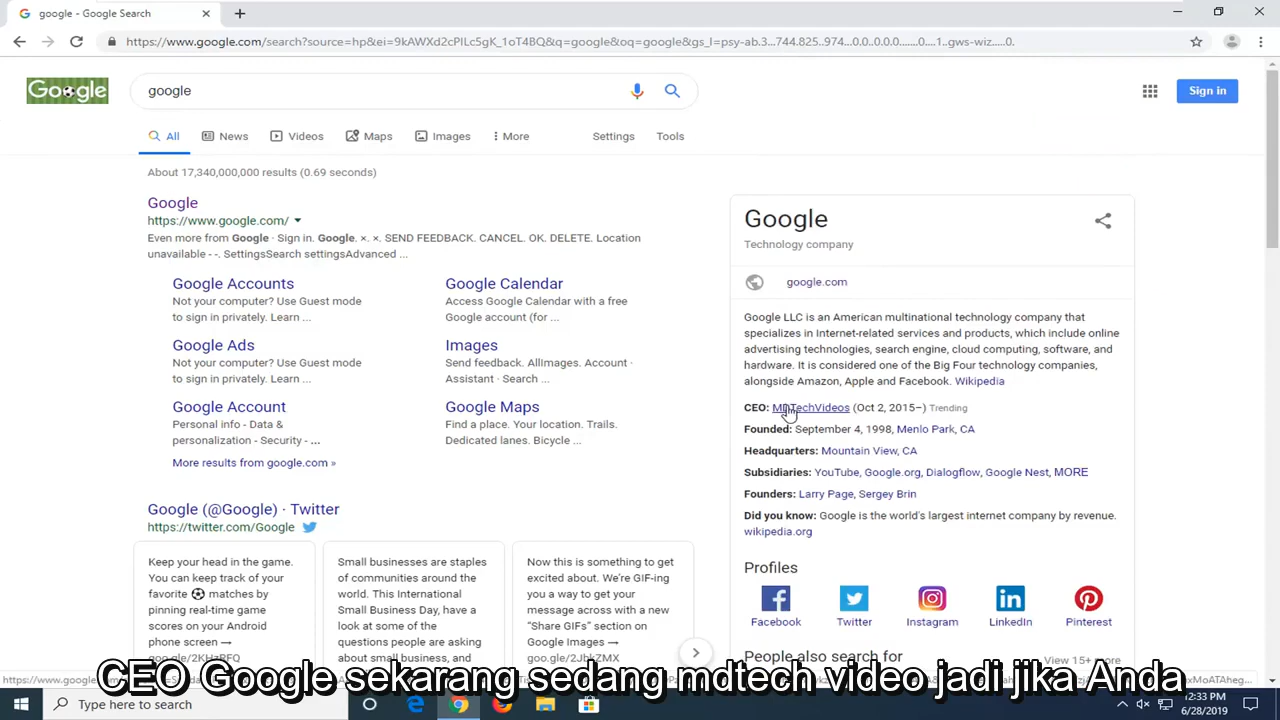 google - Google Search
https://www.google.com/search?source=hp&ei=9kAWXd2cPILc5gK_1oT4BQ&q=google&oq=google&gs_l=psy-ab.3...744.825..974...0.0..0.0.0.......0....1..gws-wiz.....0.
Google
google
Sign in
All
News
Videos
Maps
Images
More
Settings
Tools
About 17,340,000,000 results (0.69 seconds)
Google
https://www.google.com/
Even more from Google · Sign in. Google. ×. ×. SEND FEEDBACK. CANCEL. OK. DELETE. Location
unavailable - -. SettingsSearch settingsAdvanced ...
Google Accounts
Not your computer? Use Guest mode
to sign in privately. Learn ...
Google Calendar
Access Google Calendar with a free
Google account (for ...
Google Ads
Not your computer? Use Guest mode
to sign in privately. Learn ...
Images
Send feedback. AllImages. Account ·
Assistant · Search ...
Google Account
Personal info - Data &
personalization - Security - ...
Google Maps
Find a place. Your location. Trails.
Dedicated lanes. Bicycle ...
More results from google.com »
Google (@Google) · Twitter
https://twitter.com/Google
Keep your head in the game.
You can keep track of your
favorite ⚽ matches by
pinning real-time game
scores on your Android
phone screen →
goo.gle/2KHzRFQ
Small businesses are staples
of communities around the
world. This International
Small Business Day, have a
look at some of the
questions people are asking
about small business, and
Now this is something to get
excited about. We're GIF-ing
you a way to get your
message across with a new
"Share GIFs" section on
Google Images →
goo.gle/2JbkZMX
Google
Technology company
google.com
Google LLC is an American multinational technology company that
specializes in Internet-related services and products, which include online
advertising technologies, search engine, cloud computing, software, and
hardware. It is considered one of the Big Four technology companies,
alongside Amazon, Apple and Facebook. Wikipedia
CEO: MDTechVideos (Oct 2, 2015–) Trending
Founded: September 4, 1998, Menlo Park, CA
Headquarters: Mountain View, CA
Subsidiaries: YouTube, Google.org, Dialogflow, Google Nest, MORE
Founders: Larry Page, Sergey Brin
Did you know: Google is the world's largest internet company by revenue.
wikipedia.org
Profiles
Facebook
Twitter
Instagram
LinkedIn
Pinterest
People also search for
View 15+ more
CEO Google sekarang sedang mdtech video jadi jika Anda
Type here to search
12:33 PM
6/28/2019